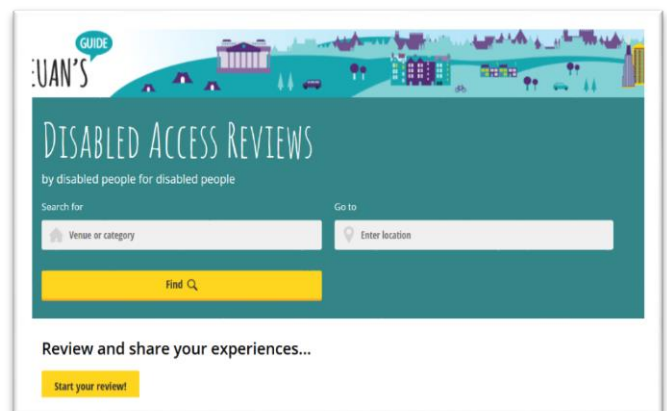 GUIDE
EUAN'S
DISABLED ACCESS REVIEWS
by disabled people for disabled people
Search for
Go to
Venue or category
Enter location
Find
Review and share your experiences...
Start your review!